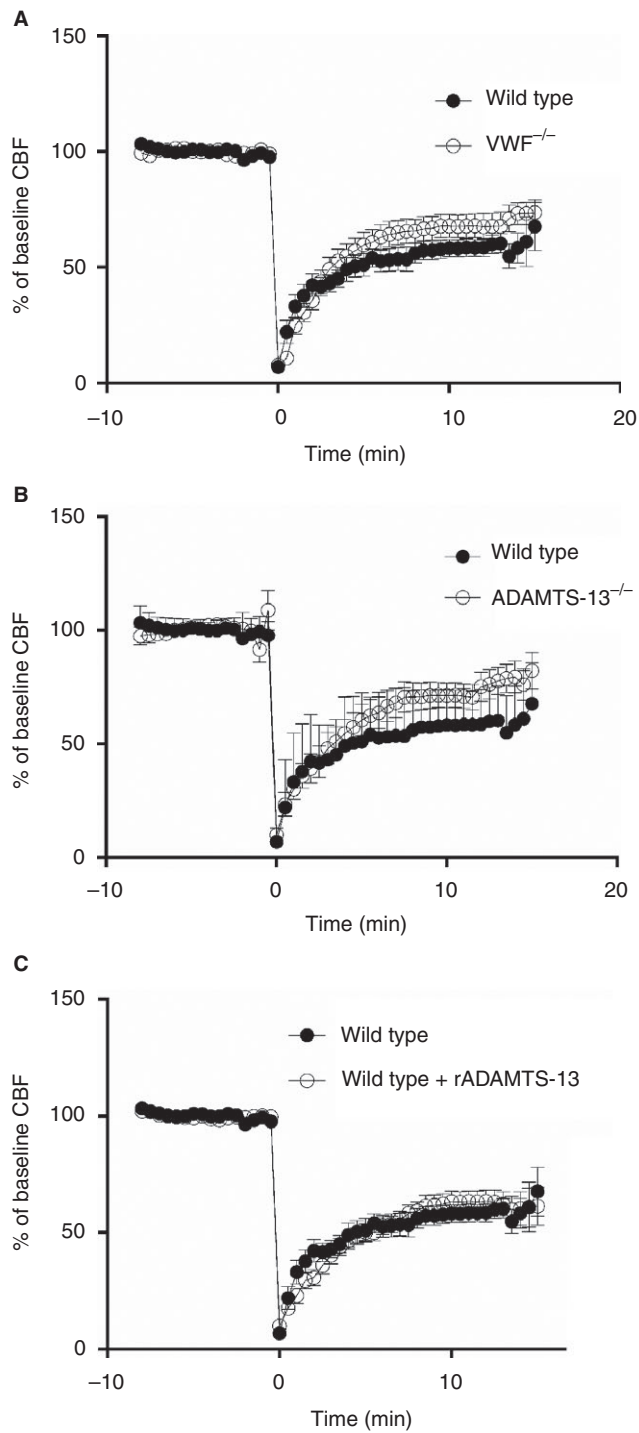 A
150
100
50
0
% of baseline CBF
Wild type
VWF–/–
–10
0
10
20
Time (min)
B
150
100
50
0
% of baseline CBF
Wild type
ADAMTS-13–/–
–10
0
10
20
Time (min)
C
150
100
50
0
% of baseline CBF
Wild type
Wild type + rADAMTS-13
–10
0
10
Time (min)